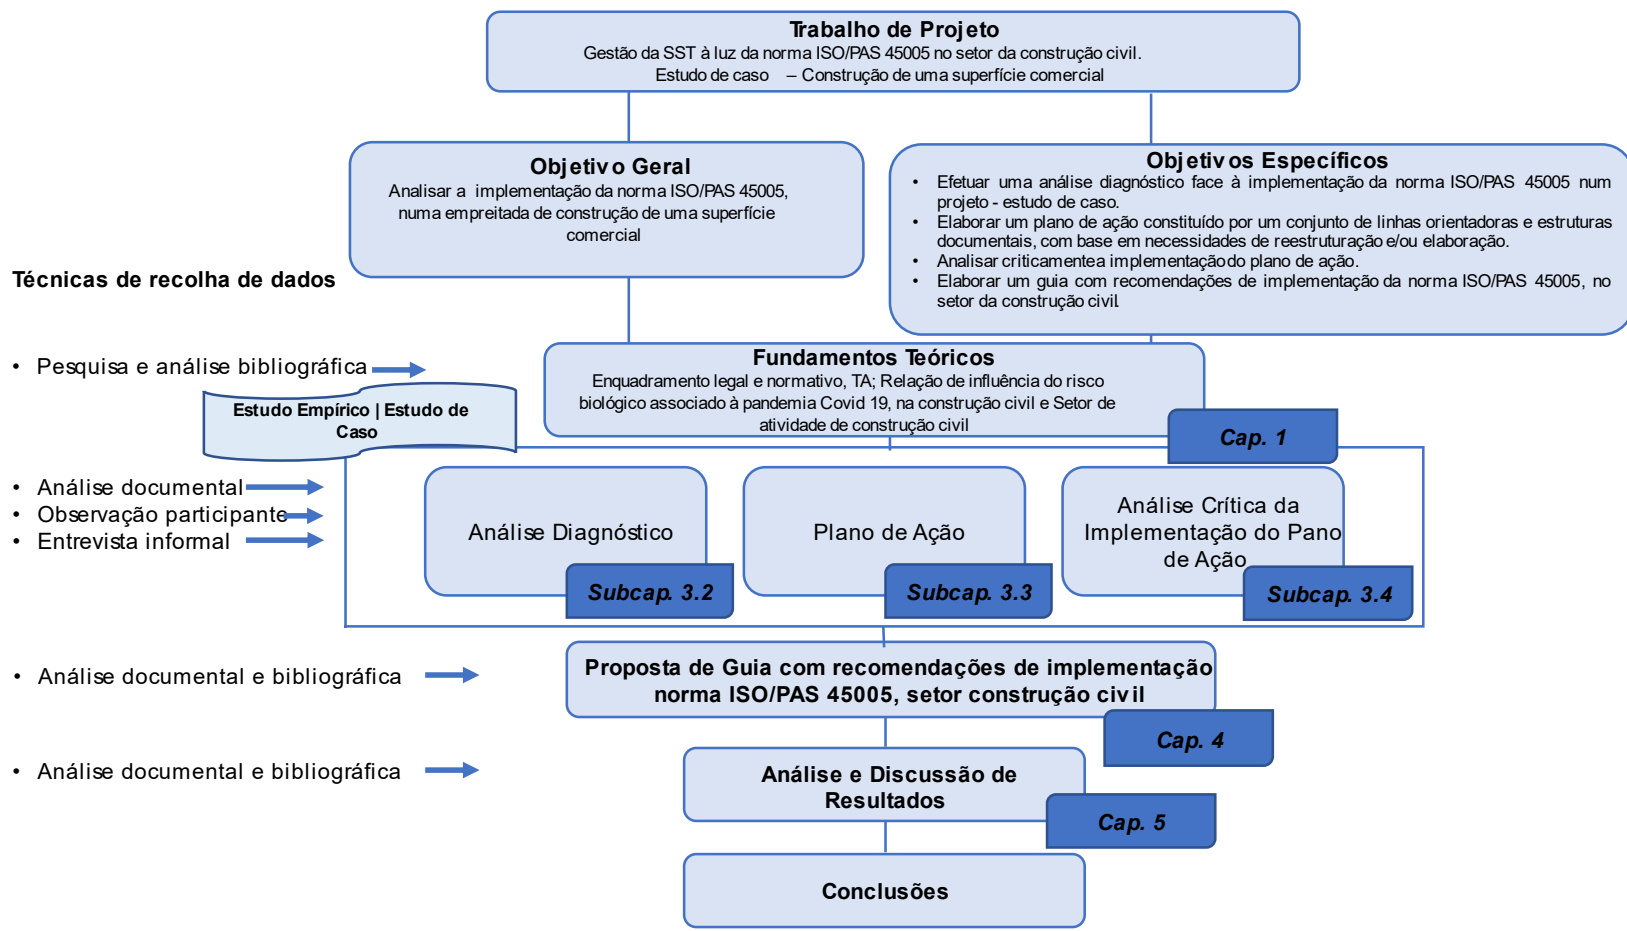 Trabalho de Projeto
Gestão da SST à luz da norma ISO/PAS 45005 no setor da construção civil.
Estudo de caso – Construção de uma superfície comercial
Objetivo Geral
Analisar a implementação da norma ISO/PAS 45005,
numa empreitada de construção de uma superfície
comercial
Objetivos Específicos
• Efetuar uma análise diagnóstico face à implementação da norma ISO/PAS 45005 num
projeto - estudo de caso.
• Elaborar um plano de ação constituído por um conjunto de linhas orientadoras e estruturas
documentais, com base em necessidades de reestruturação e/ou elaboração.
• Analisar criticamentea implementação do plano de ação.
• Elaborar um guia com recomendações de implementação da norma ISO/PAS 45005, no
setor da construção civil.
Técnicas de recolha de dados
• Pesquisa e análise bibliográfica
Fundamentos Teóricos
Enquadramento legal e normativo, TA; Relação de influência do risco
biológico associado à pandemia Covid 19, na construção civil e Setor de
atividade de construção civil
Cap. 1
Estudo Empírico | Estudo de
Caso
• Análise documental
• Observação participante
• Entrevista informal
Análise Diagnóstico
Subcap. 3.2
Plano de Ação
Subcap. 3.3
Análise Crítica da
Implementação do Pano
de Ação
Subcap. 3.4
• Análise documental e bibliográfica
Proposta de Guia com recomendações de implementação
norma ISO/PAS 45005, setor construção civil
Cap. 4
• Análise documental e bibliográfica
Análise e Discussão de
Resultados
Cap. 5
Conclusões